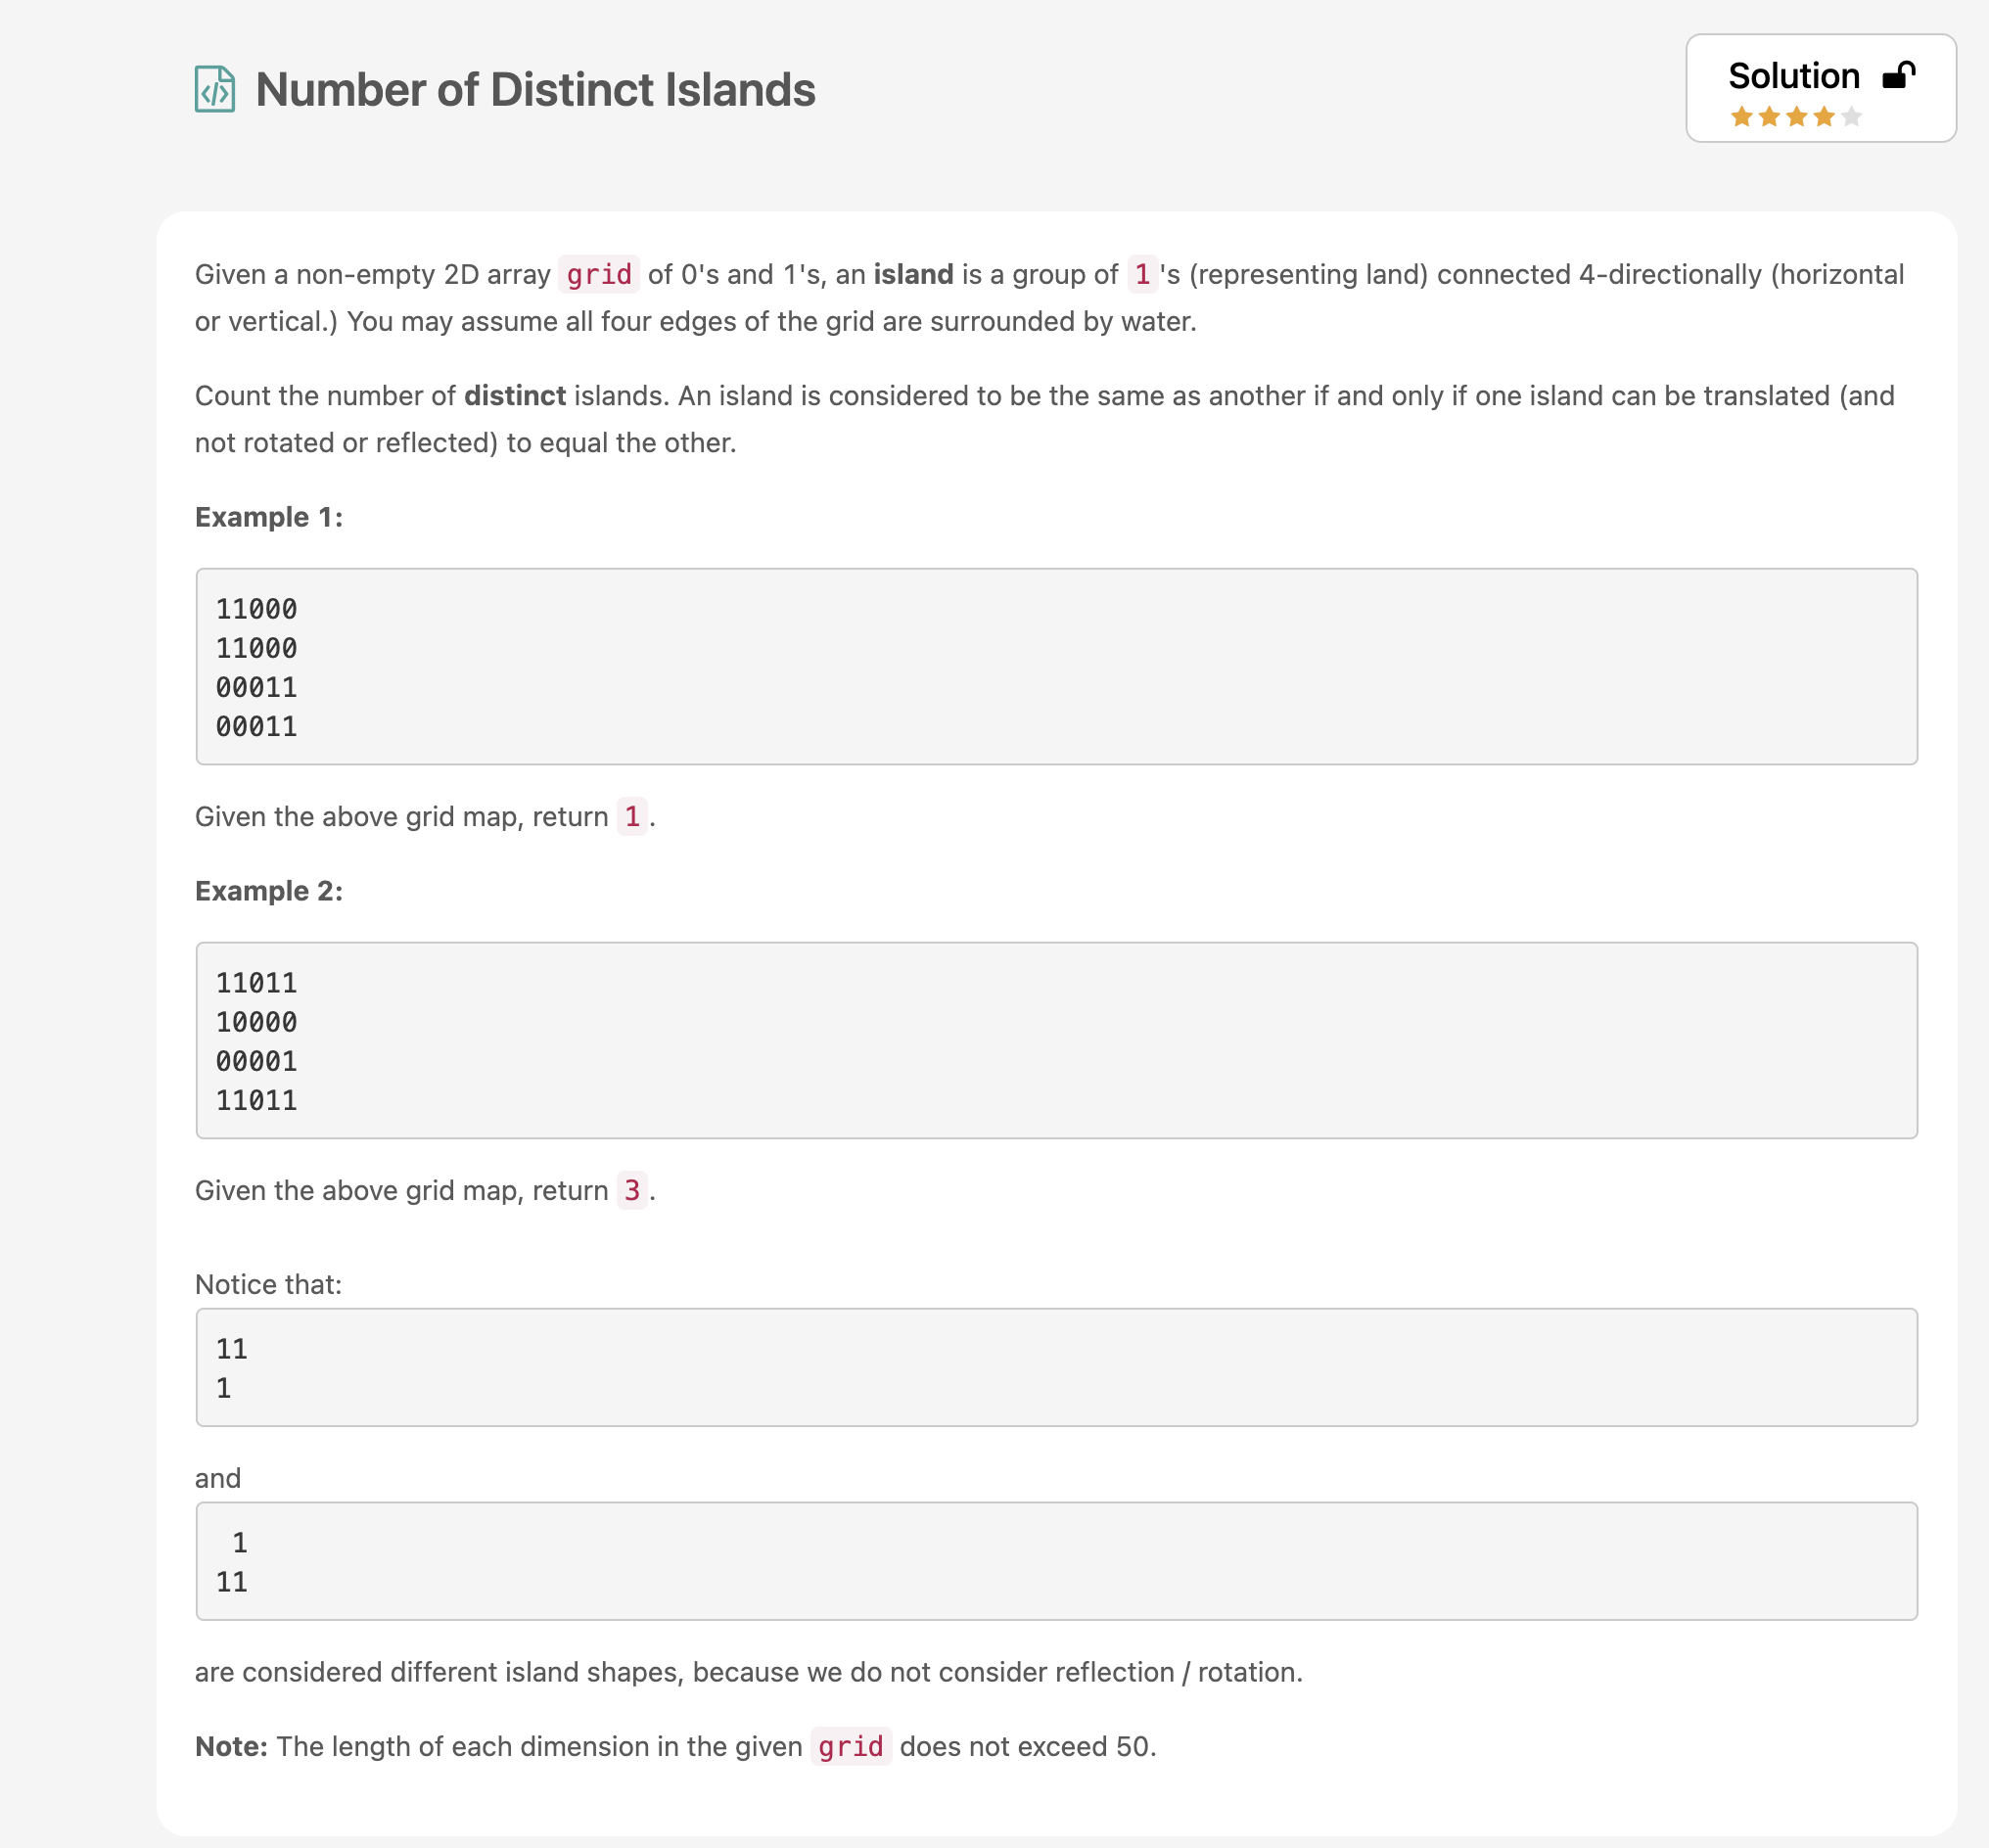 Number of Distinct Islands
Solution
Given a non-empty 2D array grid of 0's and 1's, an island is a group of 1's (representing land) connected 4-directionally (horizontal
or vertical.) You may assume all four edges of the grid are surrounded by water.
Count the number of distinct islands. An island is considered to be the same as another if and only if one island can be translated (and
not rotated or reflected) to equal the other.
Example 1:
11000
11000
00011
00011
Given the above grid map, return 1.
Example 2:
11011
10000
00001
11011
Given the above grid map, return 3.
Notice that:
11
1
and
 1
11
are considered different island shapes, because we do not consider reflection / rotation.
Note: The length of each dimension in the given grid does not exceed 50.